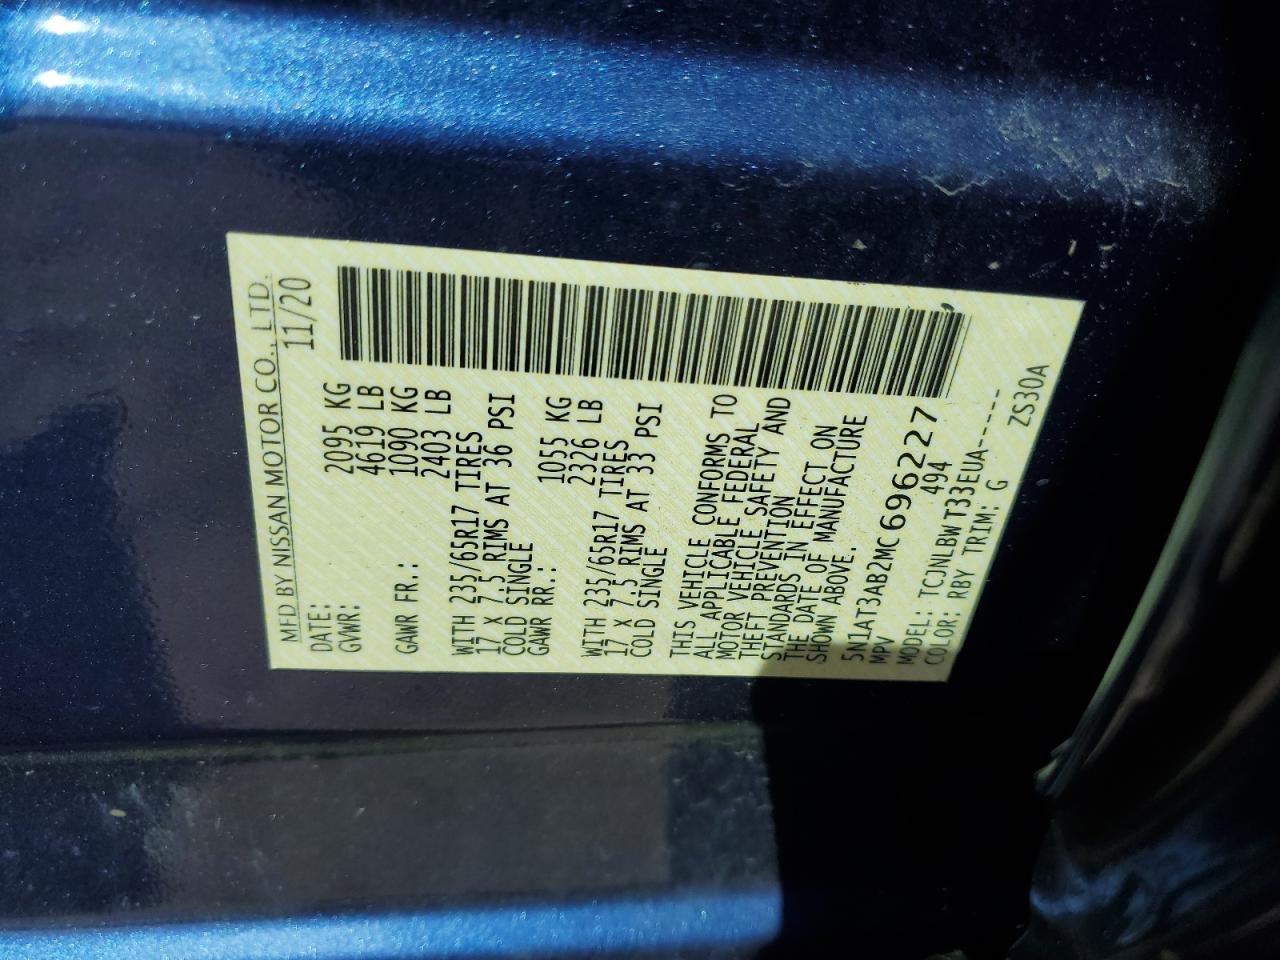 MFD BY NISSAN MOTOR CO., LTD.
DATE: 11/20
GVWR: 2095 KG
4619 LB
GAWR FR.: 1090 KG
2403 LB
WITH 235/65R17 TIRES
17 X 7.5 RIMS AT 36 PSI
COLD SINGLE
GAWR RR.: 1055 KG
2326 LB
WITH 235/65R17 TIRES
17 X 7.5 RIMS AT 33 PSI
COLD SINGLE
THIS VEHICLE CONFORMS TO
ALL APPLICABLE FEDERAL
MOTOR VEHICLE SAFETY AND
THEFT PREVENTION
STANDARDS IN EFFECT ON
THE DATE OF MANUFACTURE
SHOWN ABOVE.
5N1AT3AB2MC696227
MPV 494
MODEL: TCJNLBWT33EUA-----
COLOR: RBY TRIM: G ZS30A